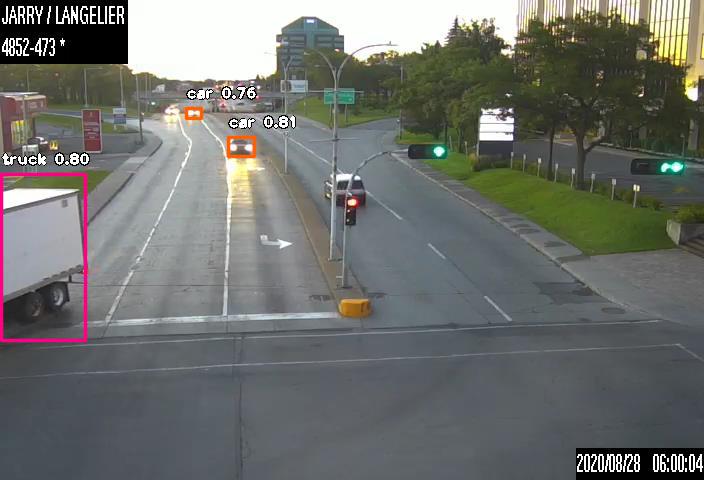 JARRY / LANGELIER
4852-473 *
car 0.76
car 0.81
truck 0.80
2020/08/28 06:00:04